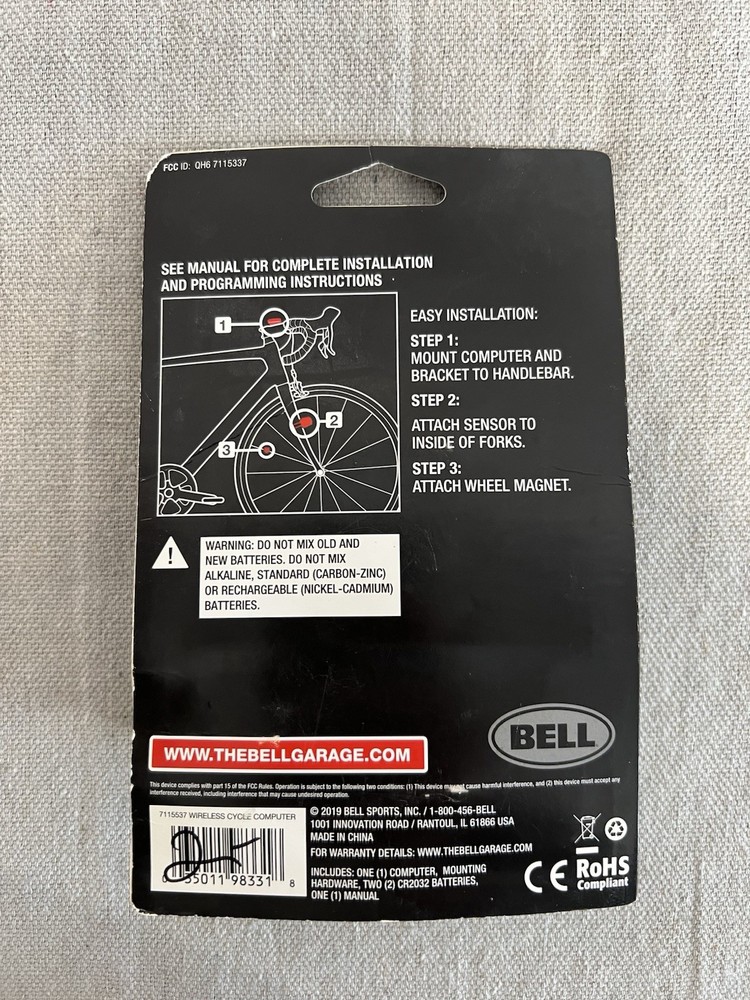 FCC ID: QH6 7115337
SEE MANUAL FOR COMPLETE INSTALLATION
AND PROGRAMMING INSTRUCTIONS
1
2
3
EASY INSTALLATION:
STEP 1:
MOUNT COMPUTER AND
BRACKET TO HANDLEBAR.
STEP 2:
ATTACH SENSOR TO
INSIDE OF FORKS.
STEP 3:
ATTACH WHEEL MAGNET.
!
WARNING: DO NOT MIX OLD AND
NEW BATTERIES. DO NOT MIX
ALKALINE, STANDARD (CARBON-ZINC)
OR RECHARGEABLE (NICKEL-CADMIUM)
BATTERIES.
BELL
WWW.THEBELLGARAGE.COM
This device complies with part 15 of the FCC Rules. Operation is subject to the following two conditions: (1) This device may not cause harmful interference, and (2) this device must accept any
interference received, including interference that may cause undesired operation.
7115537 WIRELESS CYCLE COMPUTER
35011 98331 8
© 2019 BELL SPORTS, INC. / 1-800-456-BELL
1001 INNOVATION ROAD / RANTOUL, IL 61866 USA
MADE IN CHINA
FOR WARRANTY DETAILS: WWW.THEBELLGARAGE.COM
INCLUDES: ONE (1) COMPUTER, MOUNTING
HARDWARE, TWO (2) CR2032 BATTERIES,
ONE (1) MANUAL
CE
RoHS
Compliant